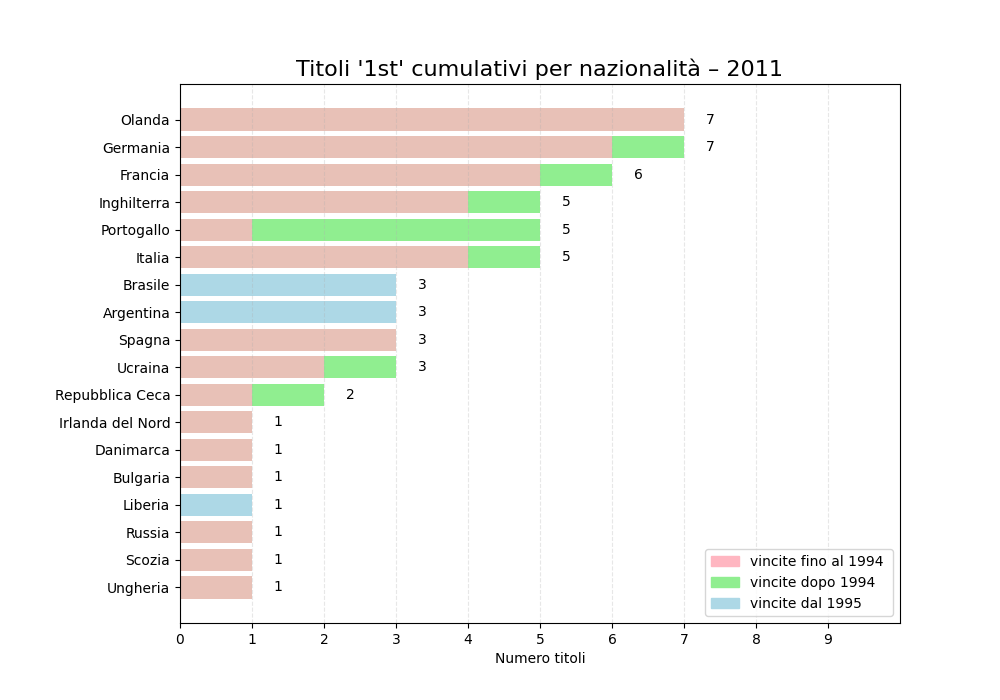 Titoli '1st' cumulativi per nazionalità – 2011
Olanda 7
Germania 7
Francia 6
Inghilterra 5
Portogallo 5
Italia 5
Brasile 3
Argentina 3
Spagna 3
Ucraina 3
Repubblica Ceca 2
Irlanda del Nord 1
Danimarca 1
Bulgaria 1
Liberia 1
Russia 1
Scozia 1
Ungheria 1
vincite fino al 1994
vincite dopo 1994
vincite dal 1995
0 1 2 3 4 5 6 7 8 9
Numero titoli